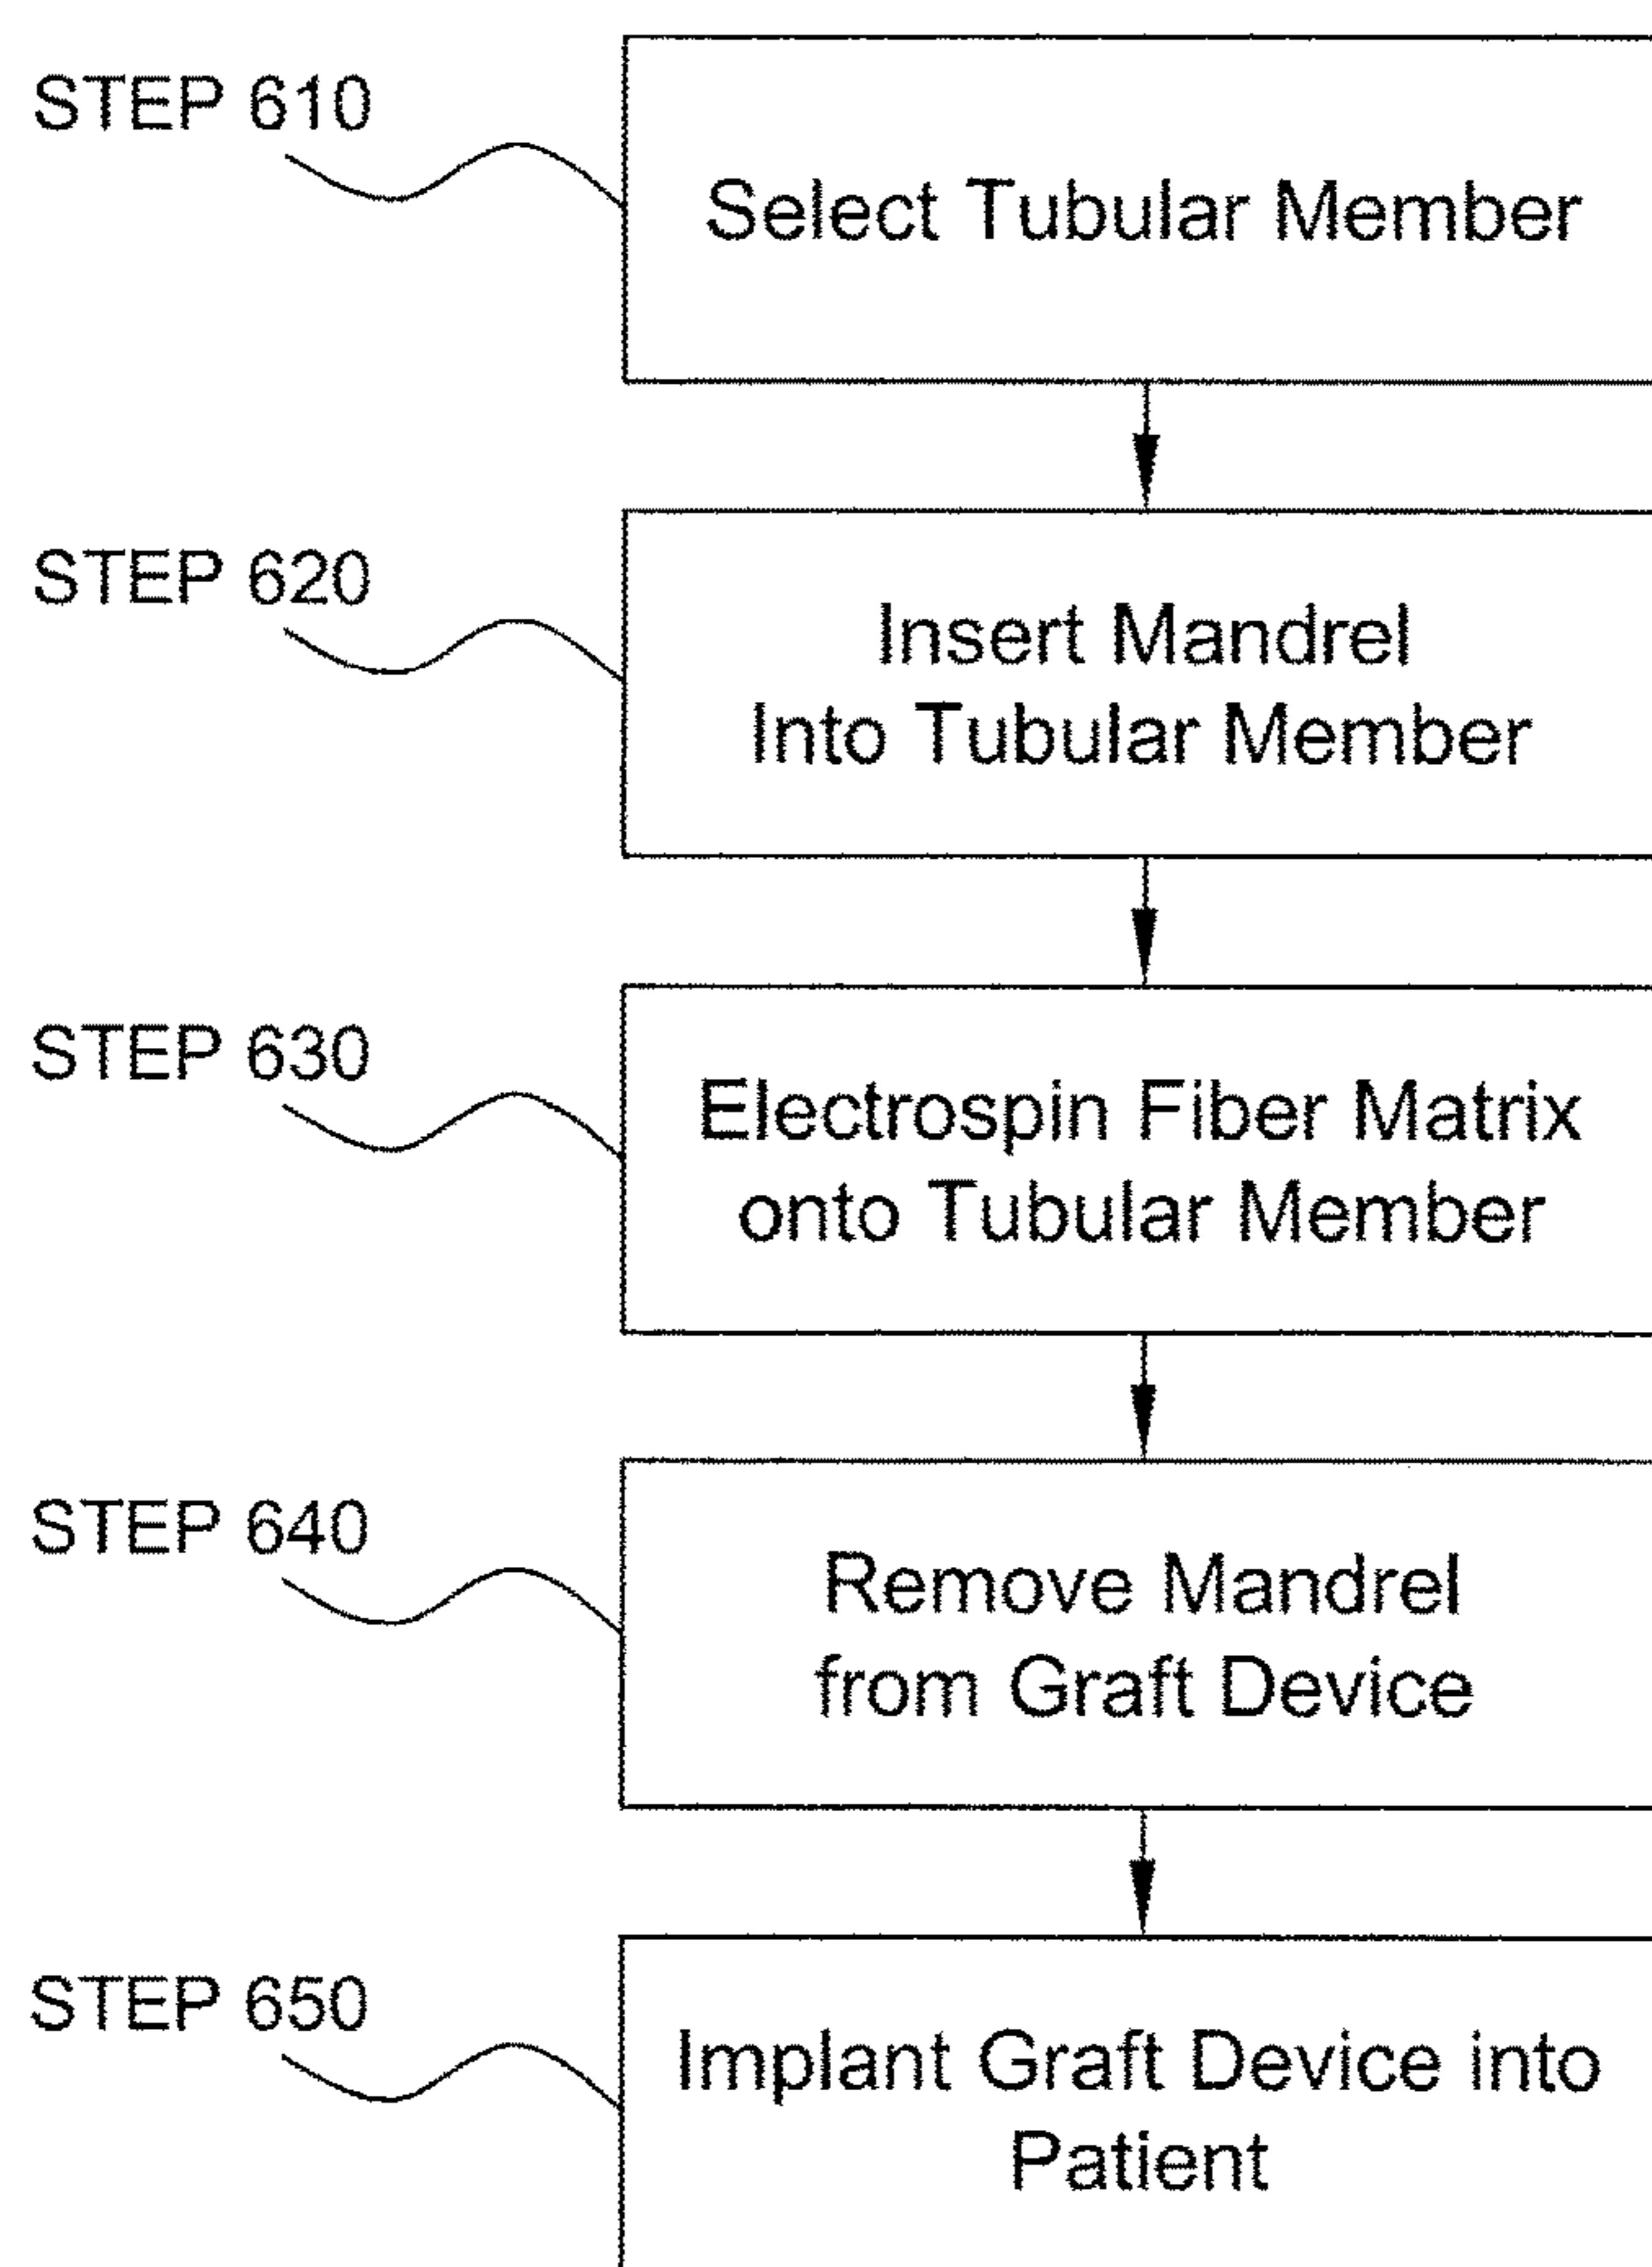 STEP 610
Select Tubular Member
STEP 620
Insert Mandrel
Into Tubular Member
STEP 630
Electrospin Fiber Matrix
onto Tubular Member
STEP 640
Remove Mandrel
from Graft Device
STEP 650
Implant Graft Device into
Patient